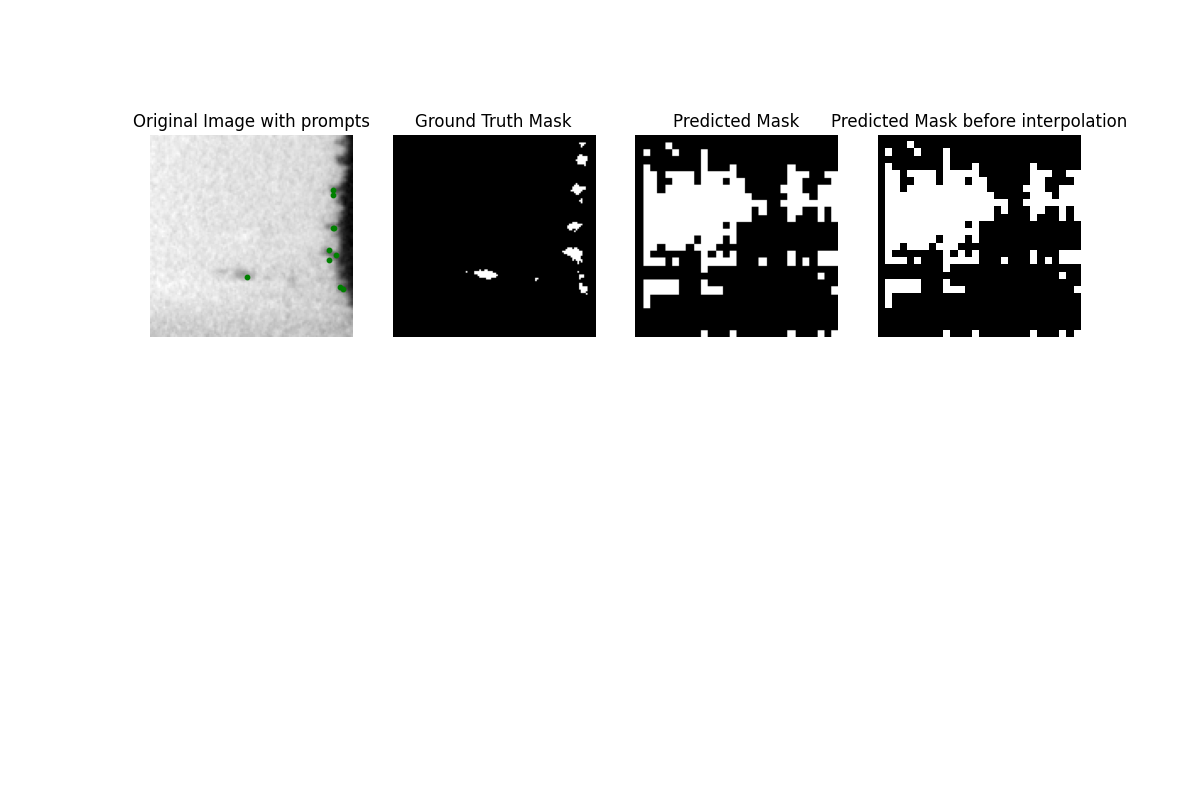 Original Image with prompts
Ground Truth Mask
Predicted Mask
Predicted Mask before interpolation